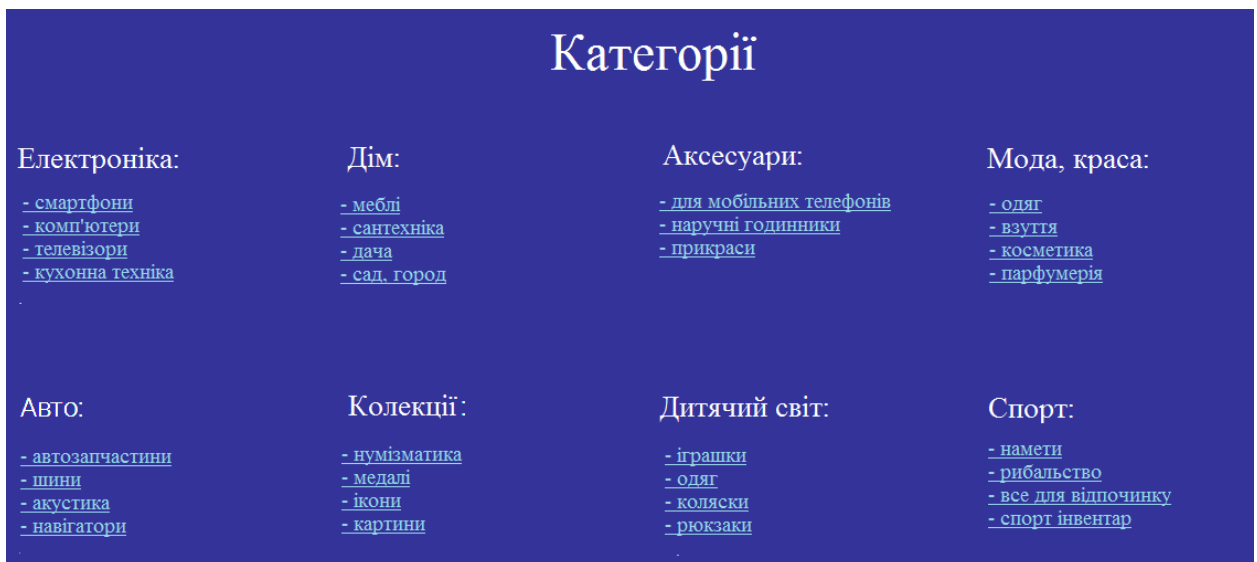 Категорії
Електроніка:
- смартфони
- комп'ютери
- телевізори
- кухонна техніка
.
Дім:
- меблі
- сантехніка
- дача
- сад, город
Аксесуари:
- для мобільних телефонів
- наручні годинники
- прикраси
Мода, краса:
- одяг
- взуття
- косметика
- парфумерія
Авто:
- автозапчастини
- шини
- акустика
- навігатори
.
Колекції:
- нумізматика
- медалі
- ікони
- картини
Дитячий світ:
- іграшки
- одяг
- коляски
- рюкзаки
.
Спорт:
- намети
- рибальство
- все для відпочинку
- спорт інвентар